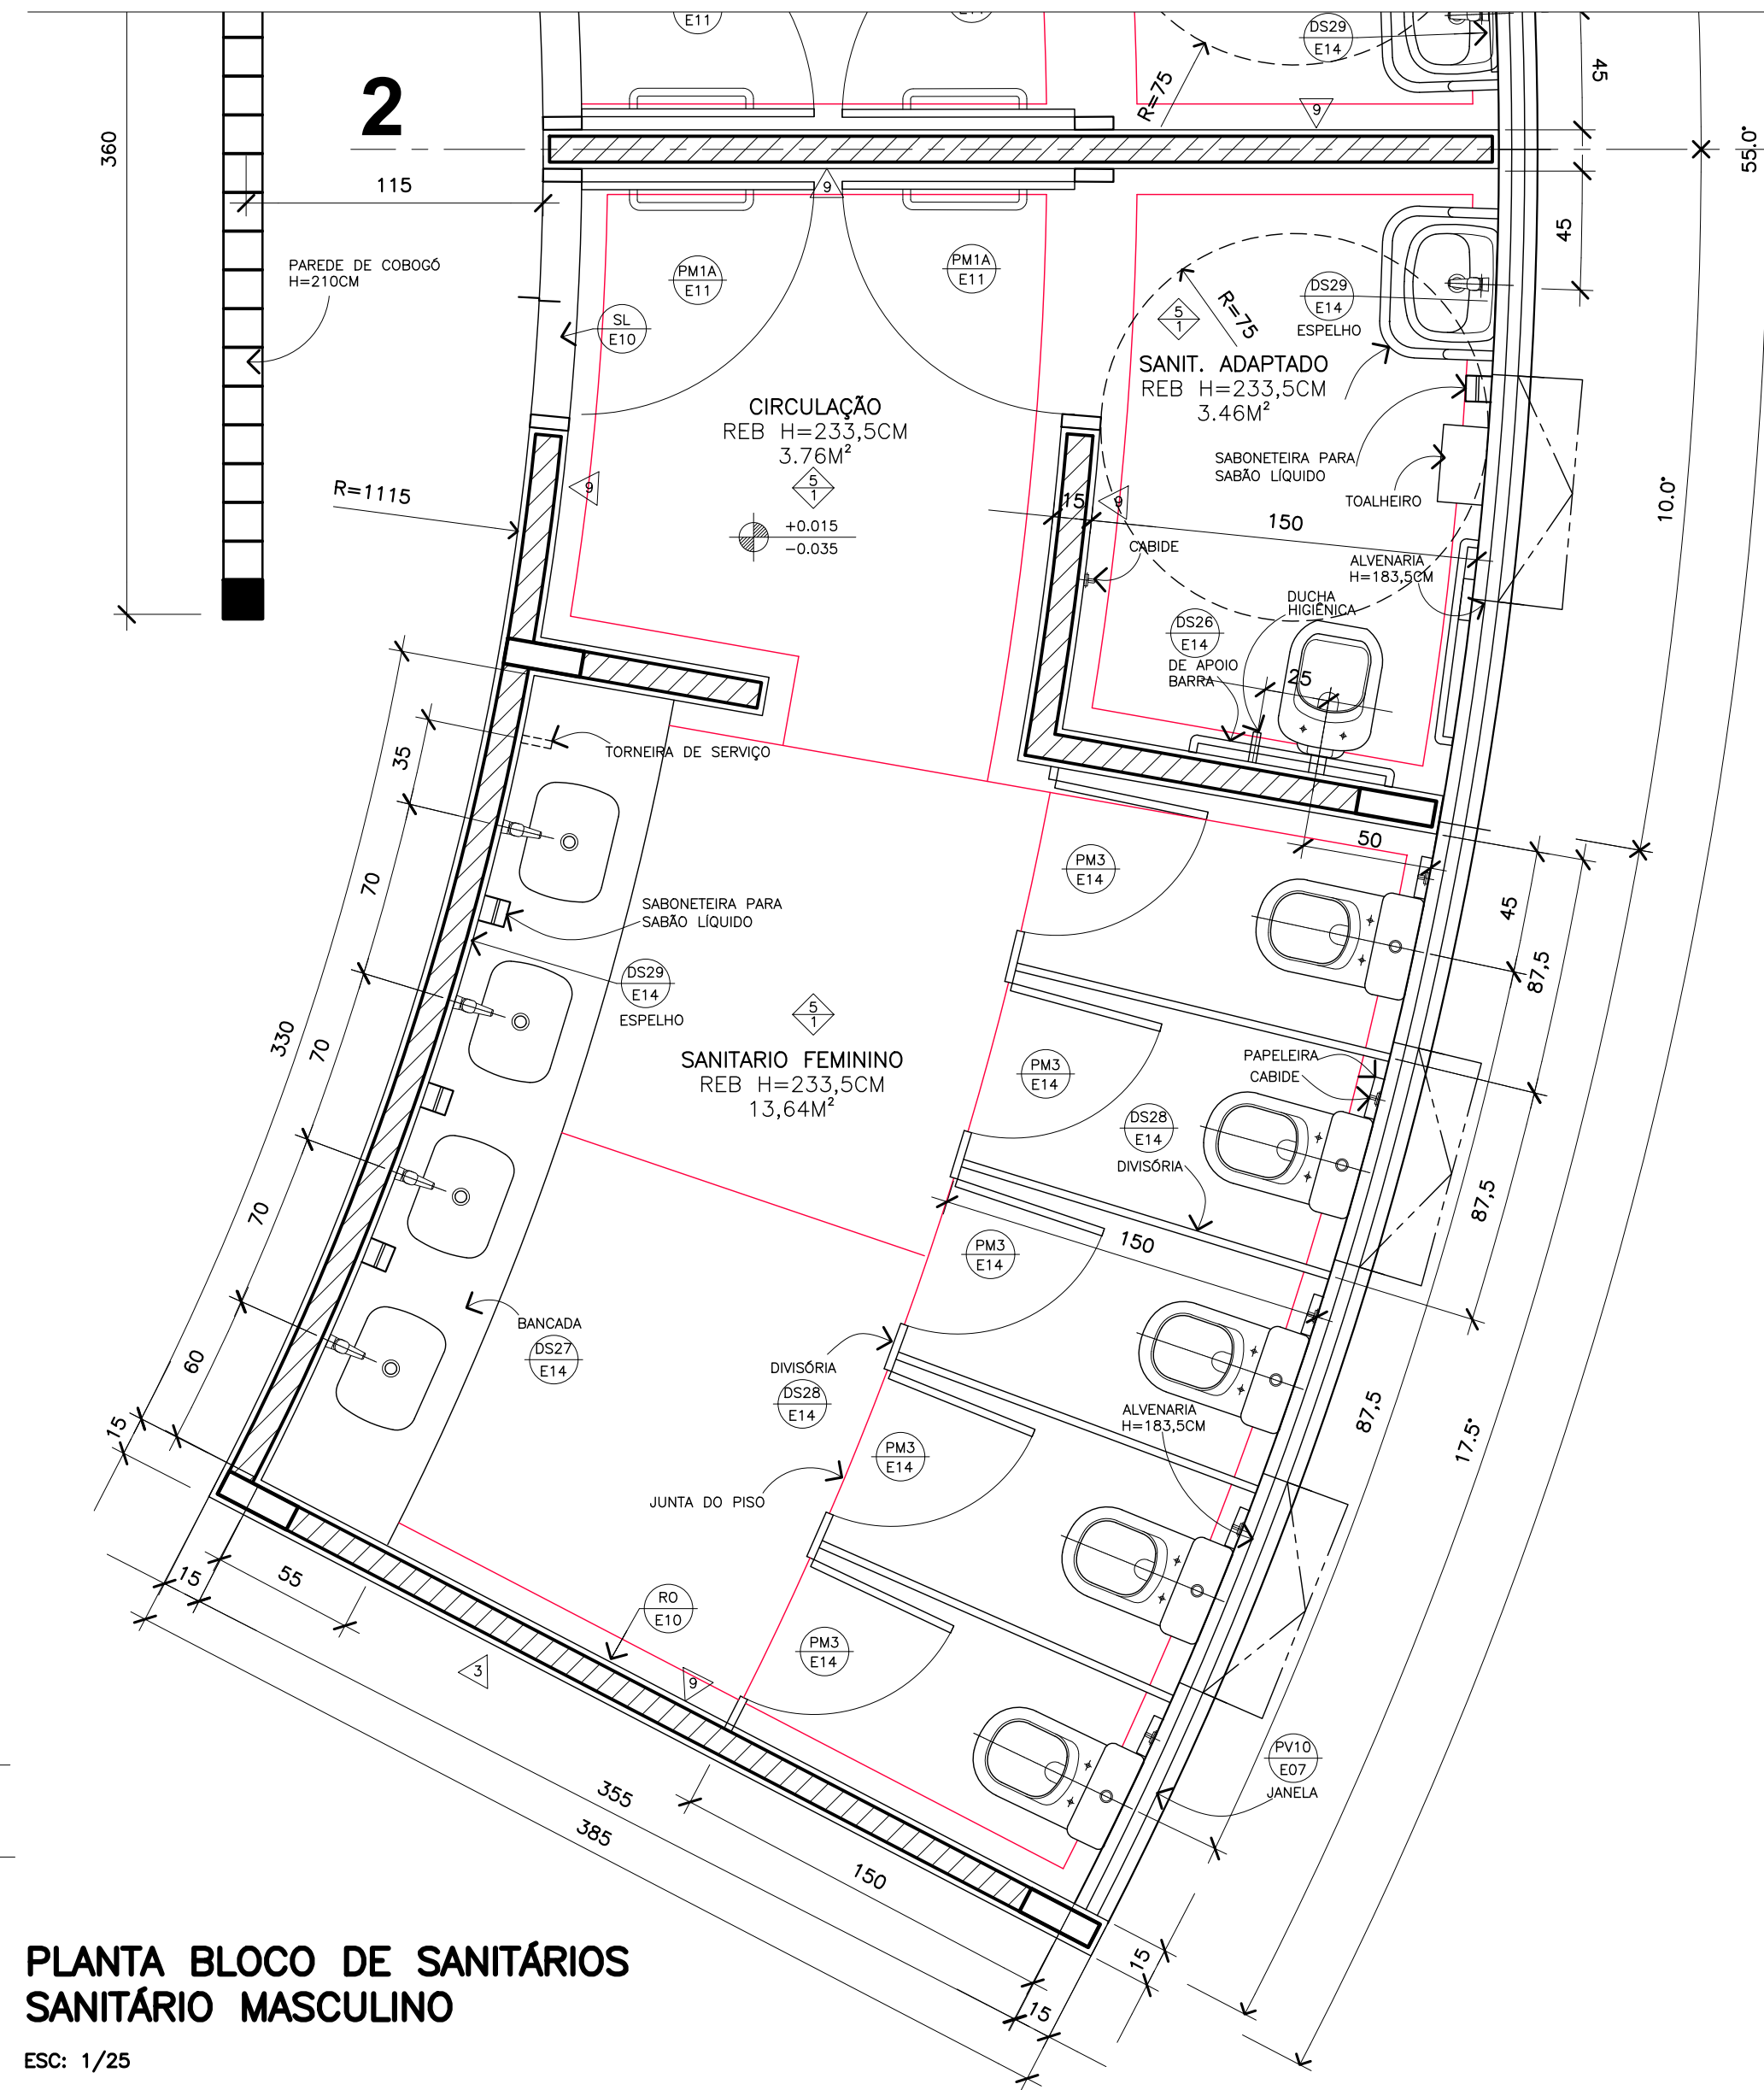 E11
DS29
E14
45
R=75
9
2
360
115
55.0°
9
45
PAREDE DE COBOGÓ
H=210CM
PM1A
E11
PM1A
E11
DS29
E14
ESPELHO
R=75
5
1
SL
E10
SANIT. ADAPTADO
REB H=233,5CM
3.46M²
CIRCULAÇÃO
REB H=233,5CM
3.76M²
5
1
SABONETEIRA PARA
SABÃO LÍQUIDO
TOALHEIRO
R=1115
9
15
9
150
10.0°
+0.015
-0.035
CABIDE
ALVENARIA
H=183,5CM
DUCHA
HIGIÊNICA
DS26
E14
DE APOIO
BARRA
25
35
TORNEIRA DE SERVIÇO
50
PM3
E14
70
SABONETEIRA PARA
SABÃO LÍQUIDO
45
87,5
DS29
E14
ESPELHO
330
70
5
1
SANITARIO FEMININO
REB H=233,5CM
13,64M²
PM3
E14
PAPELEIRA
CABIDE
DS28
E14
DIVISÓRIA
87,5
70
PM3
E14
150
BANCADA
DS27
E14
60
DIVISÓRIA
DS28
E14
ALVENARIA
H=183,5CM
87,5
17.5°
15
PM3
E14
JUNTA DO PISO
15
55
RO
E10
PM3
E14
3
9
PV10
E07
JANELA
355
385
150
15
15
PLANTA BLOCO DE SANITÁRIOS
SANITÁRIO MASCULINO
ESC: 1/25